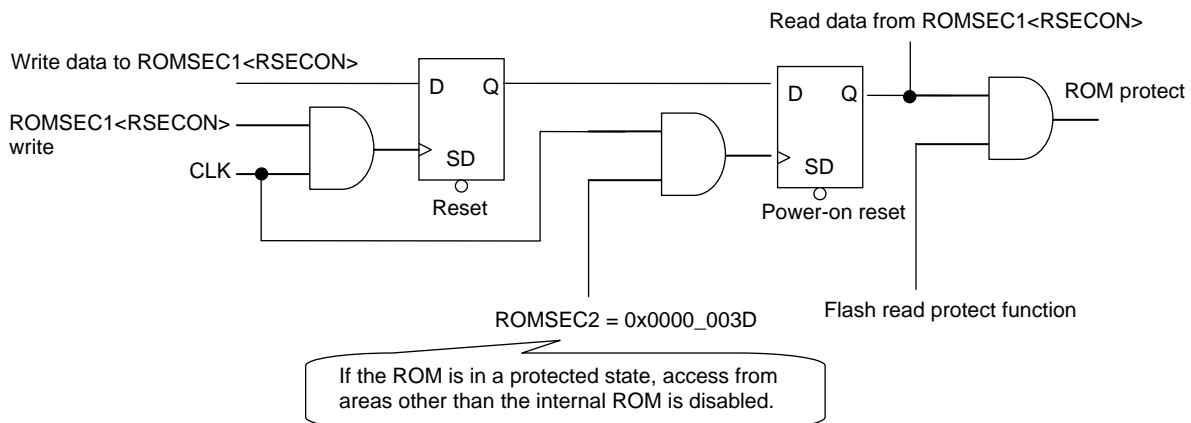 Read data from ROMSEC1<RSECON>
Write data to ROMSEC1<RSECON>
D Q
D Q
ROM protect
ROMSEC1<RSECON>
write
CLK
SD
SD
Reset
Power-on reset
Flash read protect function
ROMSEC2 = 0x0000_003D
If the ROM is in a protected state, access from
areas other than the internal ROM is disabled.